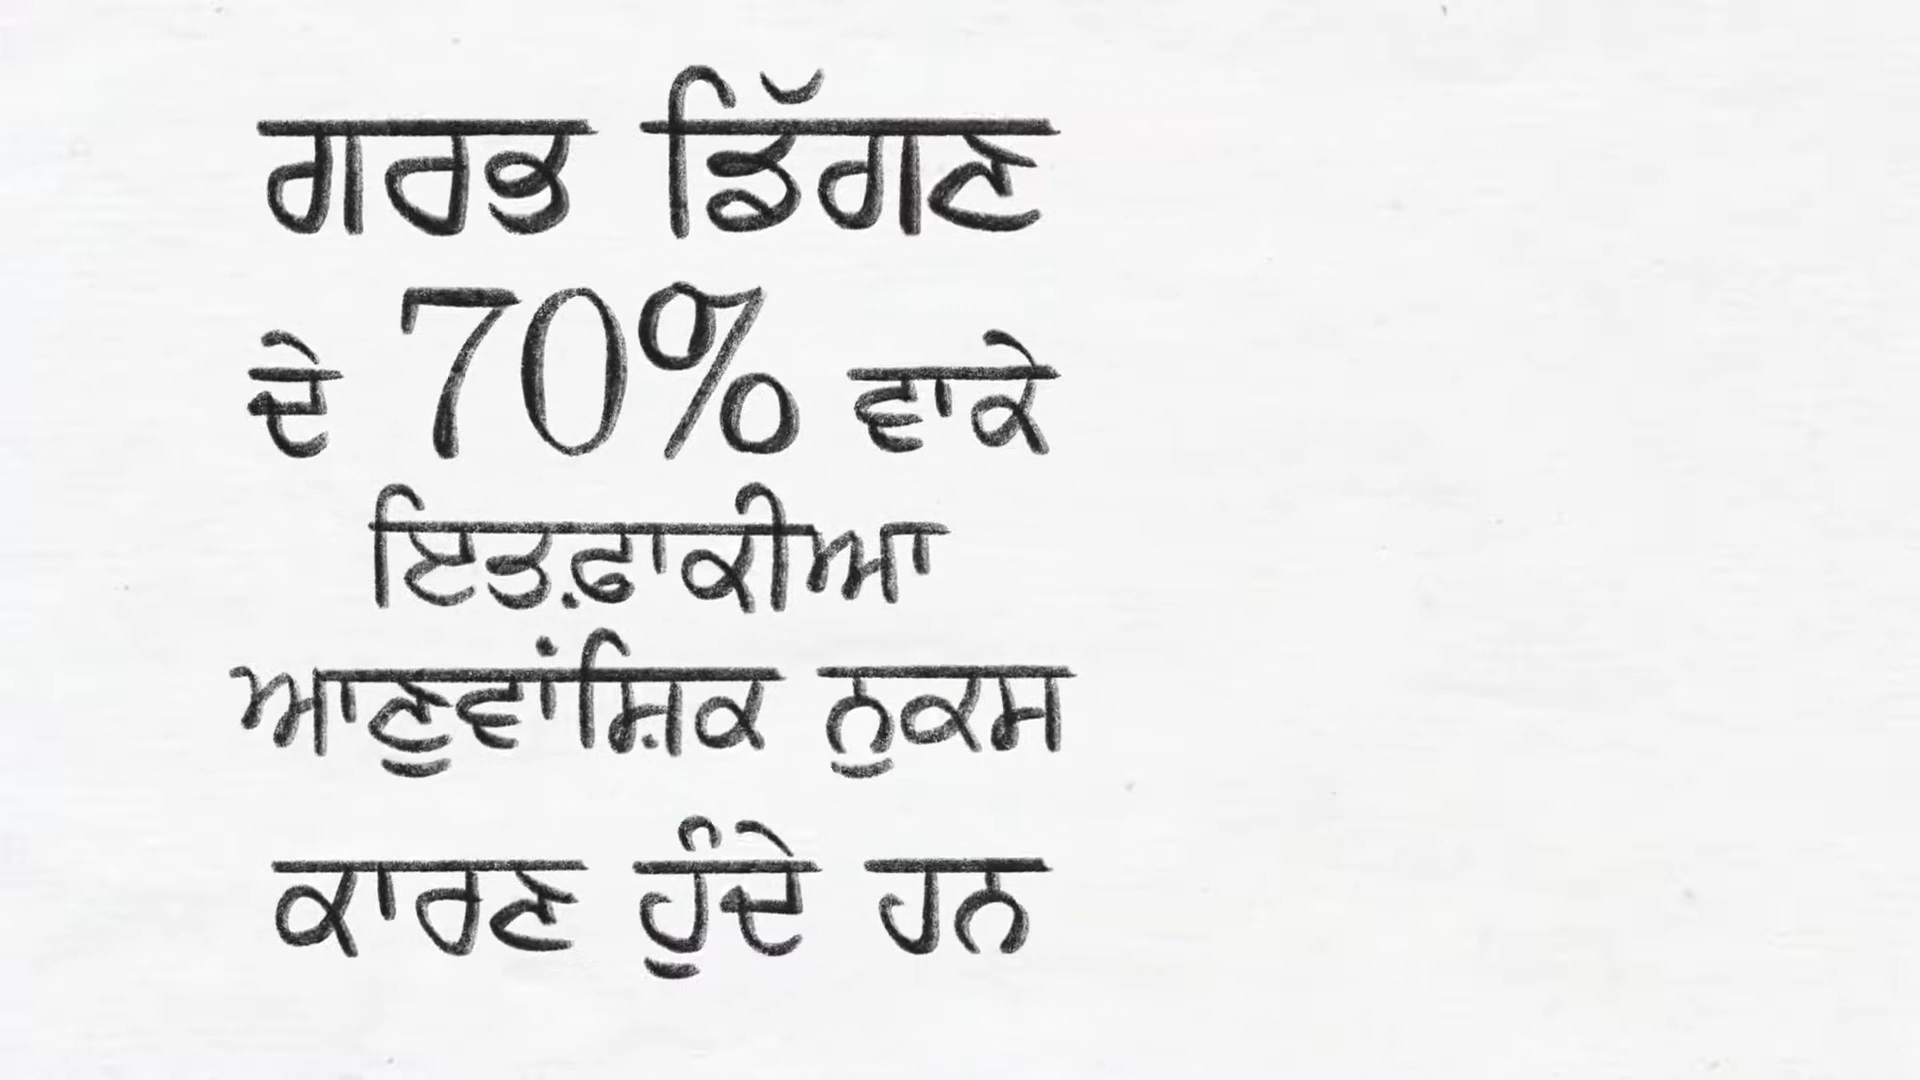 ਗਰਭ ਡਿੱਗਣ
ਦੇ 70% ਵਾਕੇ
ਇਤਫ਼ਾਕੀਆ
ਆਣੁਵਾਂਸ਼ਿਕ ਨੁਕਸ
ਕਾਰਣ ਹੁੰਦੇ ਹਨ